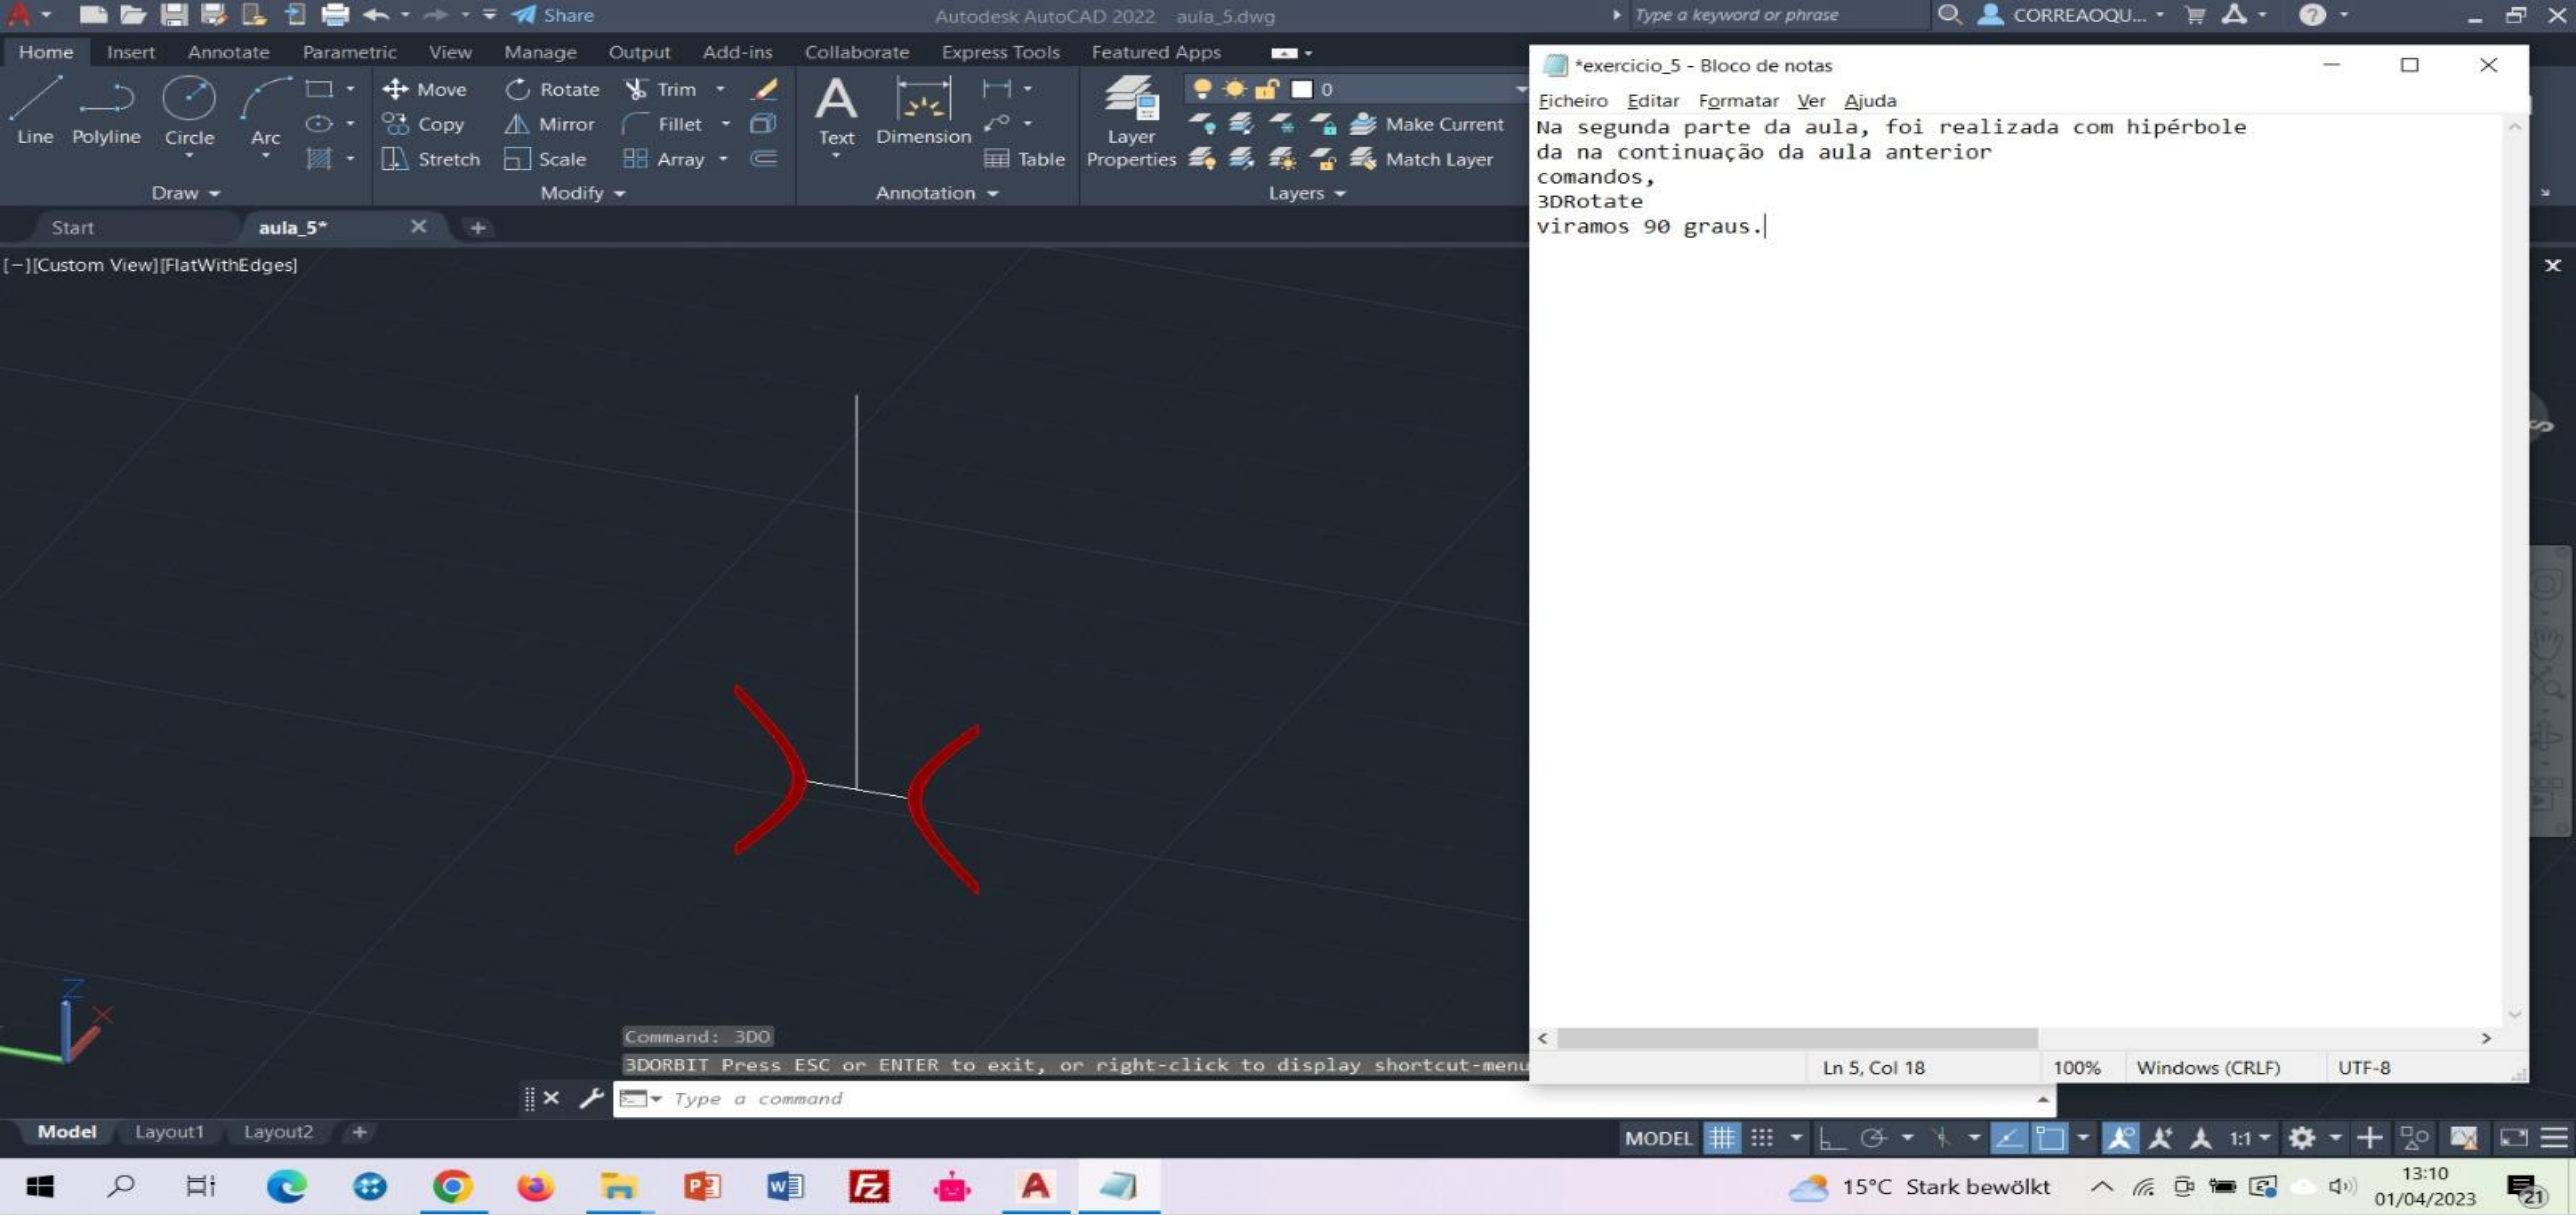 Share
Autodesk AutoCAD 2022 aula_5.dwg
Type a keyword or phrase
CORREAOQU...
Home Insert Annotate Parametric View Manage Output Add-ins Collaborate Express Tools Featured Apps
Line
Polyline
Circle
Arc
Draw
Move
Rotate
Trim
Copy
Mirror
Fillet
Stretch
Scale
Array
Modify
Text
Dimension
Table
Annotation
Layer
Properties
0
Make Current
Match Layer
Layers
Start
aula_5*
[−][Custom View][FlatWithEdges]
*exercicio_5 - Bloco de notas
Ficheiro Editar Formatar Ver Ajuda
Na segunda parte da aula, foi realizada com hipérbole
da na continuação da aula anterior
comandos,
3DRotate
viramos 90 graus.
Ln 5, Col 18
100%
Windows (CRLF)
UTF-8
S
Z
X
Command: 3DO
3DORBIT Press ESC or ENTER to exit, or right-click to display shortcut-menu
Type a command
Model
Layout1
Layout2
MODEL
1:1
15°C Stark bewölkt
13:10
01/04/2023
21